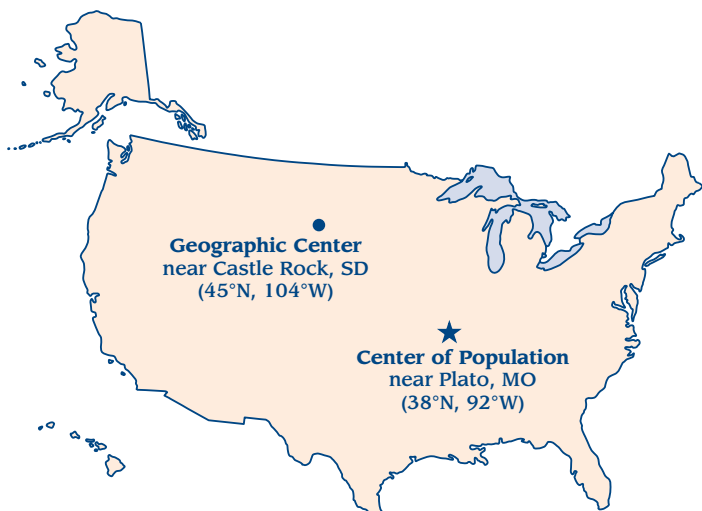 Geographic Center
near Castle Rock, SD
(45°N, 104°W)
Center of Population
near Plato, MO
(38°N, 92°W)